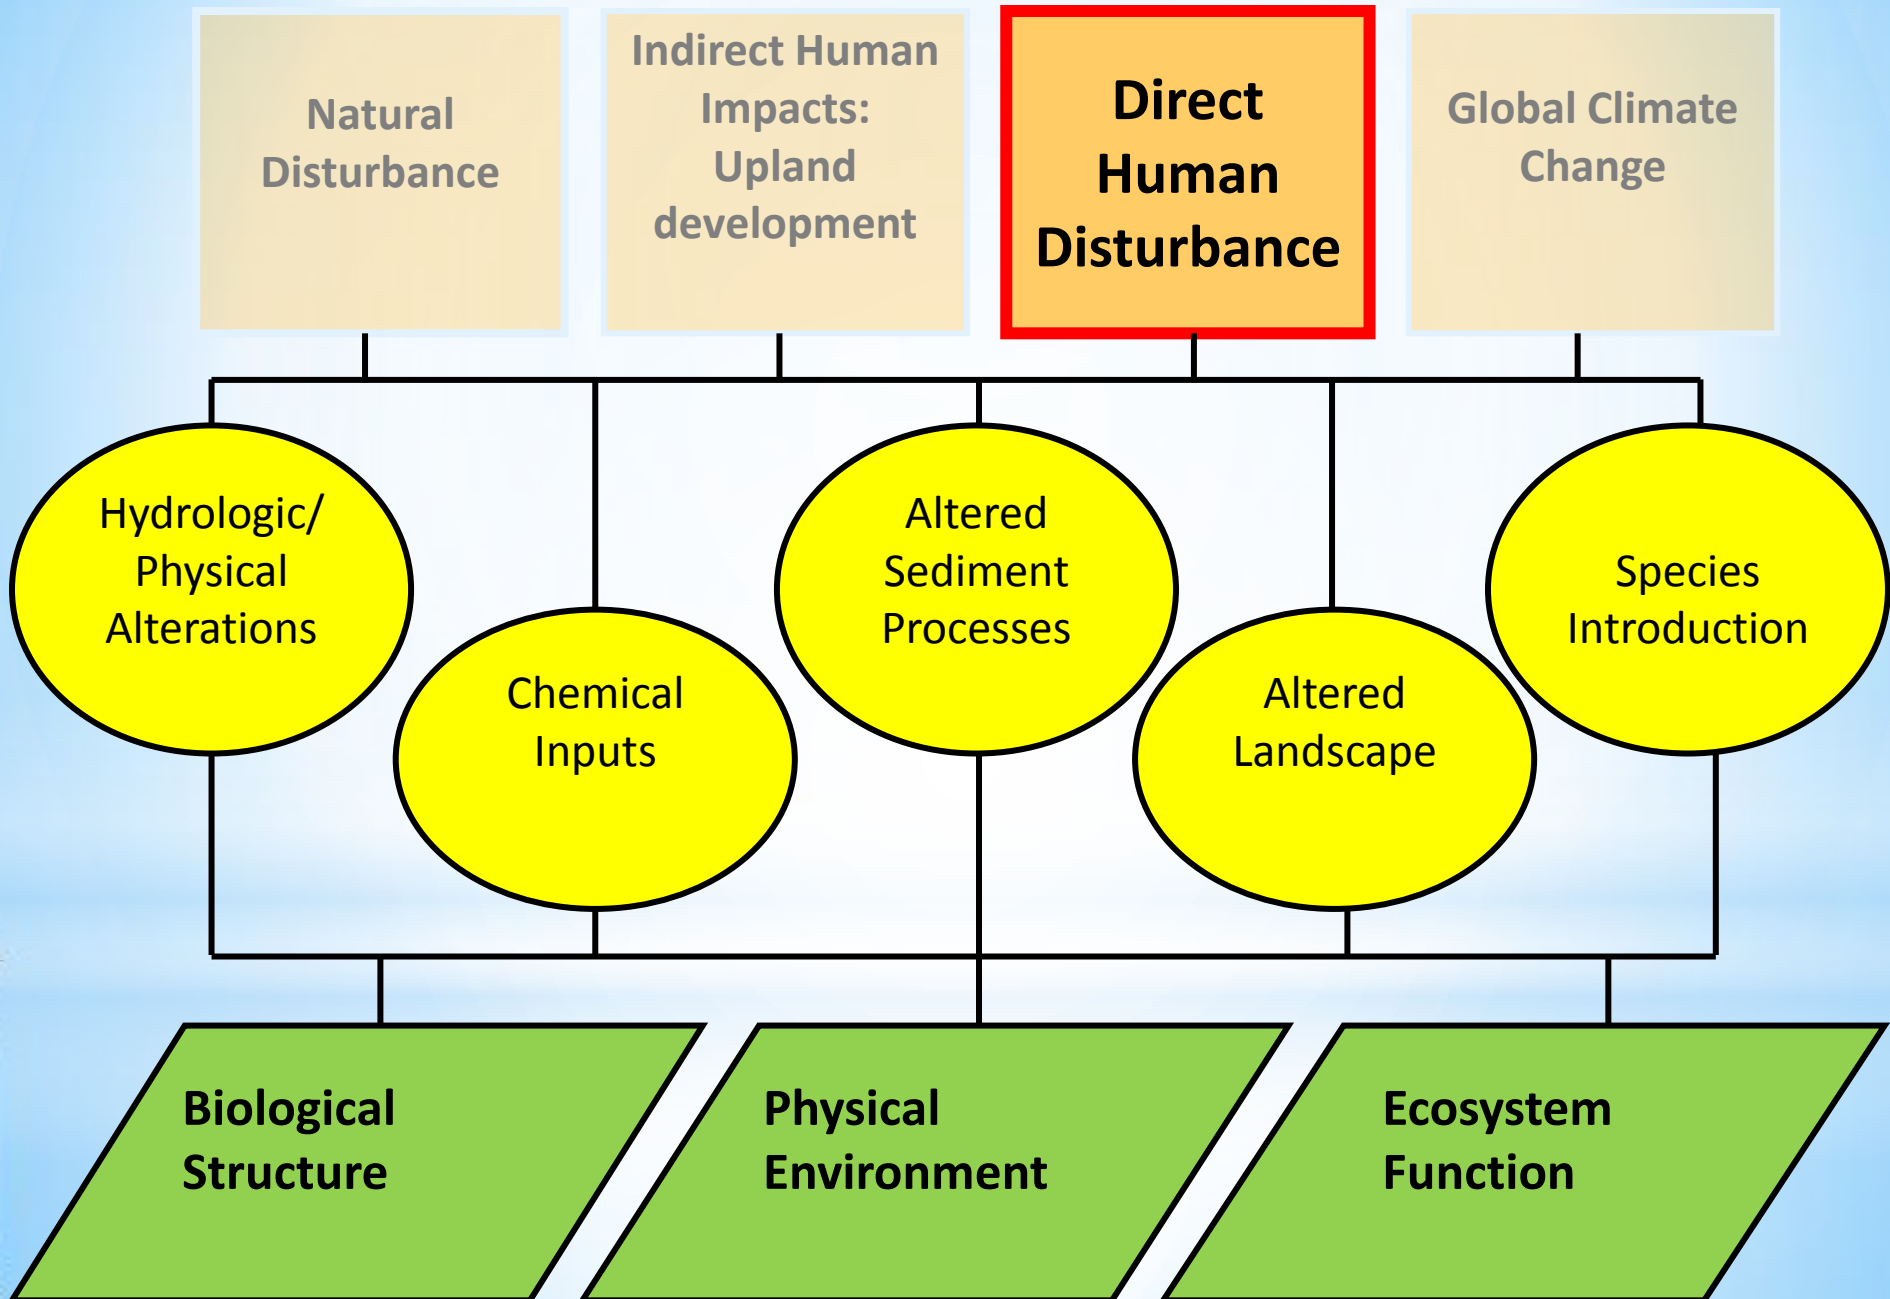 Natural
Disturbance
Indirect Human
Impacts:
Upland
development
Direct
Human
Disturbance
Global Climate
Change
Hydrologic/
Physical
Alterations
Chemical
Inputs
Altered
Sediment
Processes
Altered
Landscape
Species
Introduction
Biological
Structure
Physical
Environment
Ecosystem
Function